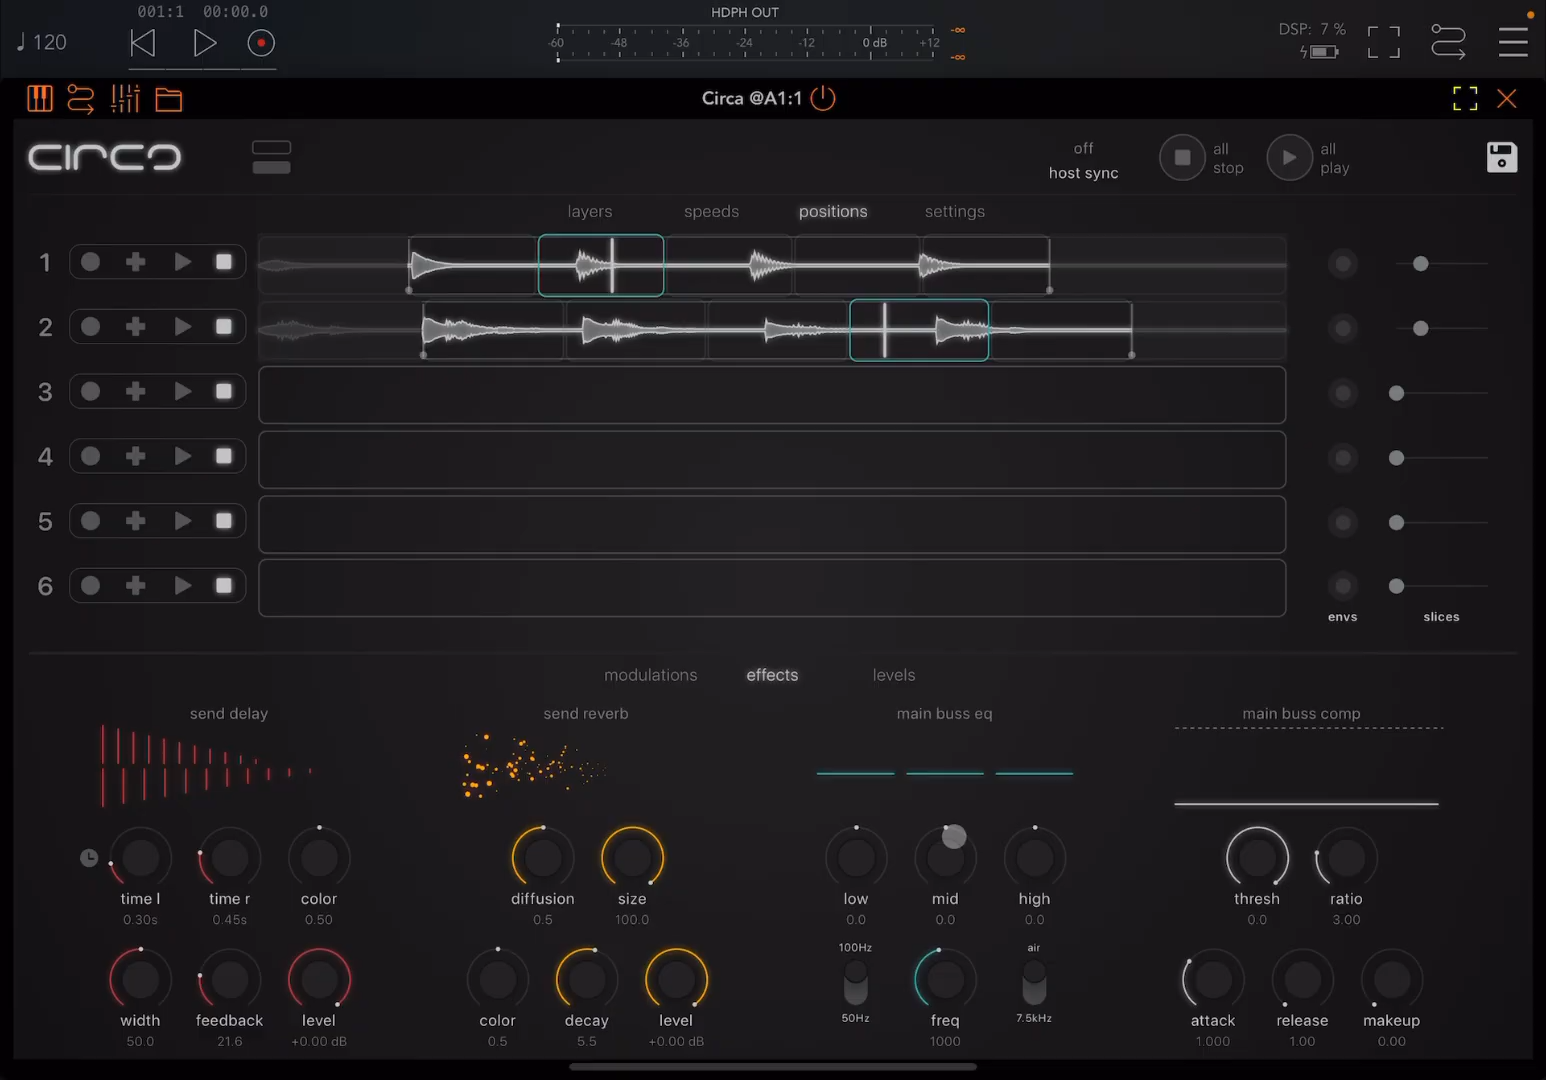 001:1 00:00.0
HDPH OUT
♩120
-60 -48 -36 -24 -12 0 dB +12
-∞
-∞
DSP: 7 %
Circa @A1:1
circa
off
host sync
all
stop
all
play
layers speeds positions settings
1
2
3
4
5
6
envs slices
modulations effects levels
send delay send reverb main buss eq main buss comp
time l time r color diffusion size low mid high thresh ratio
0.30s 0.45s 0.50 0.5 100.0 0.0 0.0 0.0 0.0 3.00
100Hz air
width feedback level color decay level 50Hz freq 7.5kHz attack release makeup
50.0 21.6 +0.00 dB 0.5 5.5 +0.00 dB 1000 1.000 1.00 0.00